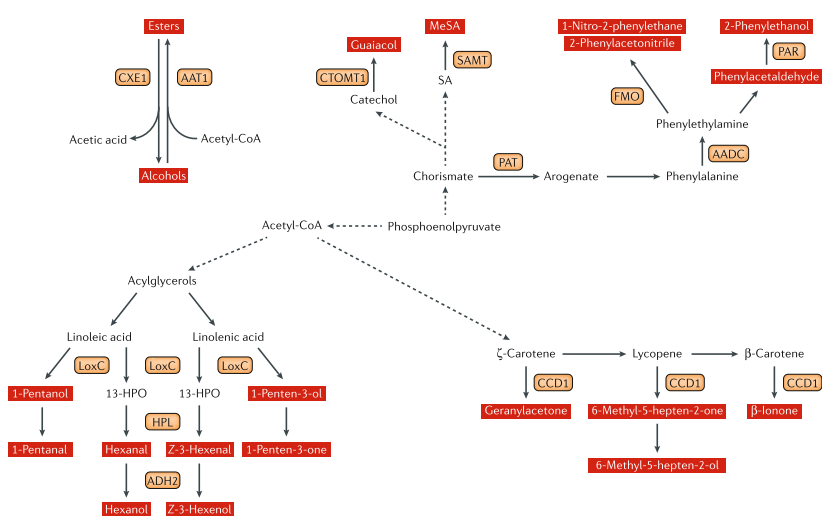 Esters
MeSA
1-Nitro-2-phenylethane
2-Phenylethanol
Guaiacol
2-Phenylacetonitrile
PAR
SAMT
CXE1
AAT1
CTOMT1
SA
Phenylacetaldehyde
FMO
Catechol
Phenylethylamine
Acetic acid
Acetyl-CoA
AADC
PAT
Alcohols
Chorismate
Arogenate
Phenylalanine
Acetyl-CoA
Phosphoenolpyruvate
Acylglycerols
Linoleic acid
Linolenic acid
ζ-Carotene
Lycopene
β-Carotene
LoxC
LoxC
LoxC
CCD1
CCD1
CCD1
1-Pentanol
13-HPO
13-HPO
1-Penten-3-ol
Geranylacetone
6-Methyl-5-hepten-2-one
β-Ionone
HPL
1-Pentanal
Hexanal
Z-3-Hexenal
1-Penten-3-one
6-Methyl-5-hepten-2-ol
ADH2
Hexanol
Z-3-Hexenol